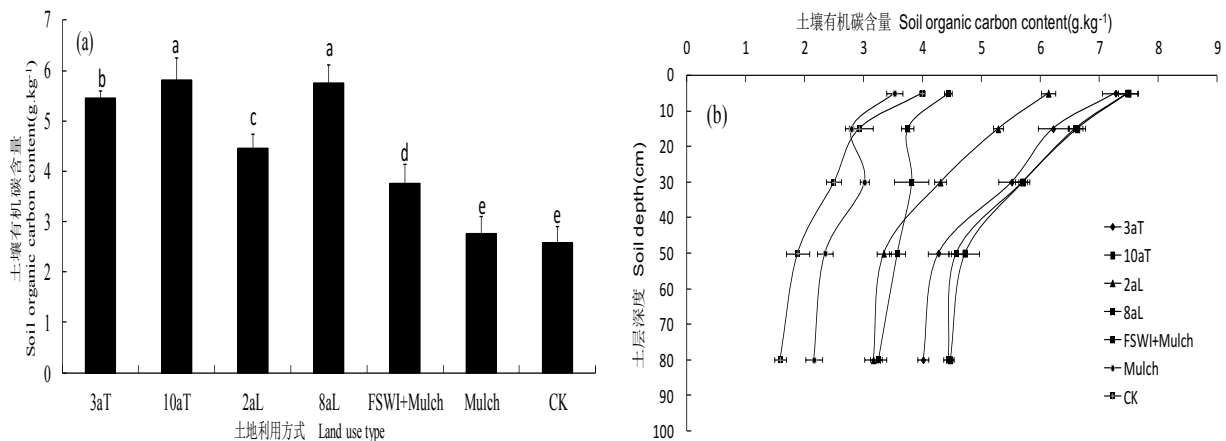 (a)
土壤有机碳含量
Soil organic carbon content(g.kg⁻¹)
7
6
5
4
3
2
1
0
b
a
c
a
d
e
e
3aT 10aT 2aL 8aL FSWI+Mulch Mulch CK
土地利用方式 Land use type
土壤有机碳含量 Soil organic carbon content(g.kg⁻¹)
0 1 2 3 4 5 6 7 8 9
(b)
土层深度 Soil depth(cm)
0
10
20
30
40
50
60
70
80
90
100
3aT
10aT
2aL
8aL
FSWI+Mulch
Mulch
CK